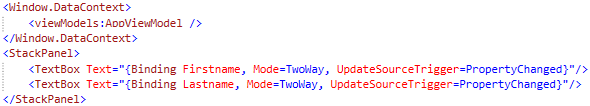 <Window.DataContext>
    <viewModels:AppViewModel />
</Window.DataContext>
<StackPanel>
    <TextBox Text="{Binding Firstname, Mode=TwoWay, UpdateSourceTrigger=PropertyChanged}"/>
    <TextBox Text="{Binding Lastname, Mode=TwoWay, UpdateSourceTrigger=PropertyChanged}"/>
</StackPanel>